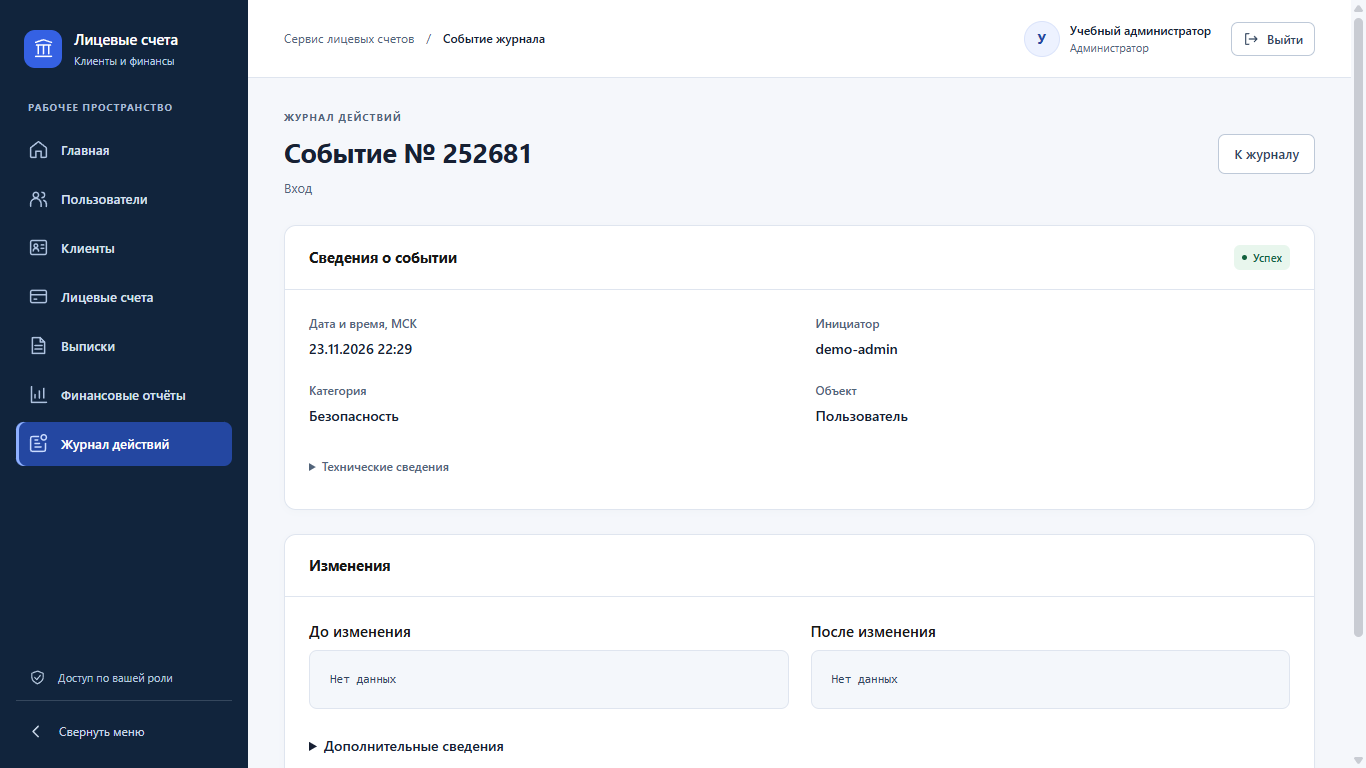 Лицевые счета
Клиенты и финансы
РАБОЧЕЕ ПРОСТРАНСТВО
Главная
Пользователи
Клиенты
Лицевые счета
Выписки
Финансовые отчёты
Журнал действий
Доступ по вашей роли
Свернуть меню
Сервис лицевых счетов / Событие журнала
У
Учебный администратор
Администратор
Выйти
ЖУРНАЛ ДЕЙСТВИЙ
Событие № 252681
К журналу
Вход
Сведения о событии
Успех
Дата и время, МСК
23.11.2026 22:29
Инициатор
demo-admin
Категория
Безопасность
Объект
Пользователь
Технические сведения
Изменения
До изменения
Нет данных
После изменения
Нет данных
Дополнительные сведения